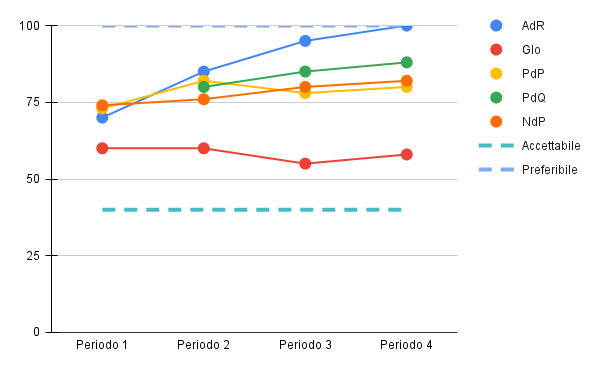 100
75
50
25
0
Periodo 1
Periodo 2
Periodo 3
Periodo 4
AdR
Glo
PdP
PdQ
NdP
Accettabile
Preferibile